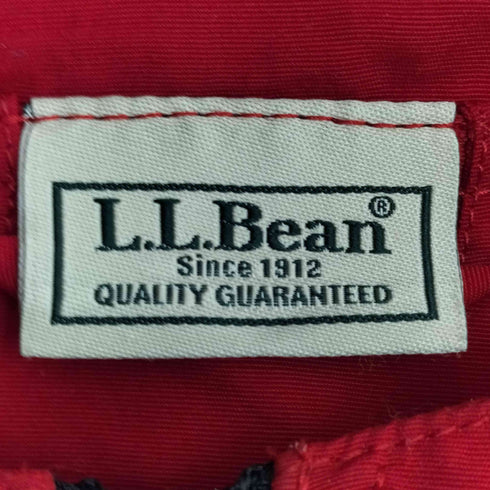 L.L.Bean®
Since 1912
QUALITY GUARANTEED